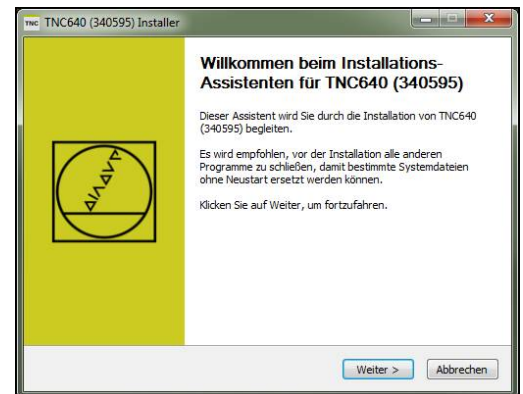 TNC TNC640 (340595) Installer
Willkommen beim Installations-
Assistenten für TNC640 (340595)
Dieser Assistent wird Sie durch die Installation von TNC640
(340595) begleiten.
Es wird empfohlen, vor der Installation alle anderen
Programme zu schließen, damit bestimmte Systemdateien
ohne Neustart ersetzt werden können.
Klicken Sie auf Weiter, um fortzufahren.
Weiter >
Abbrechen